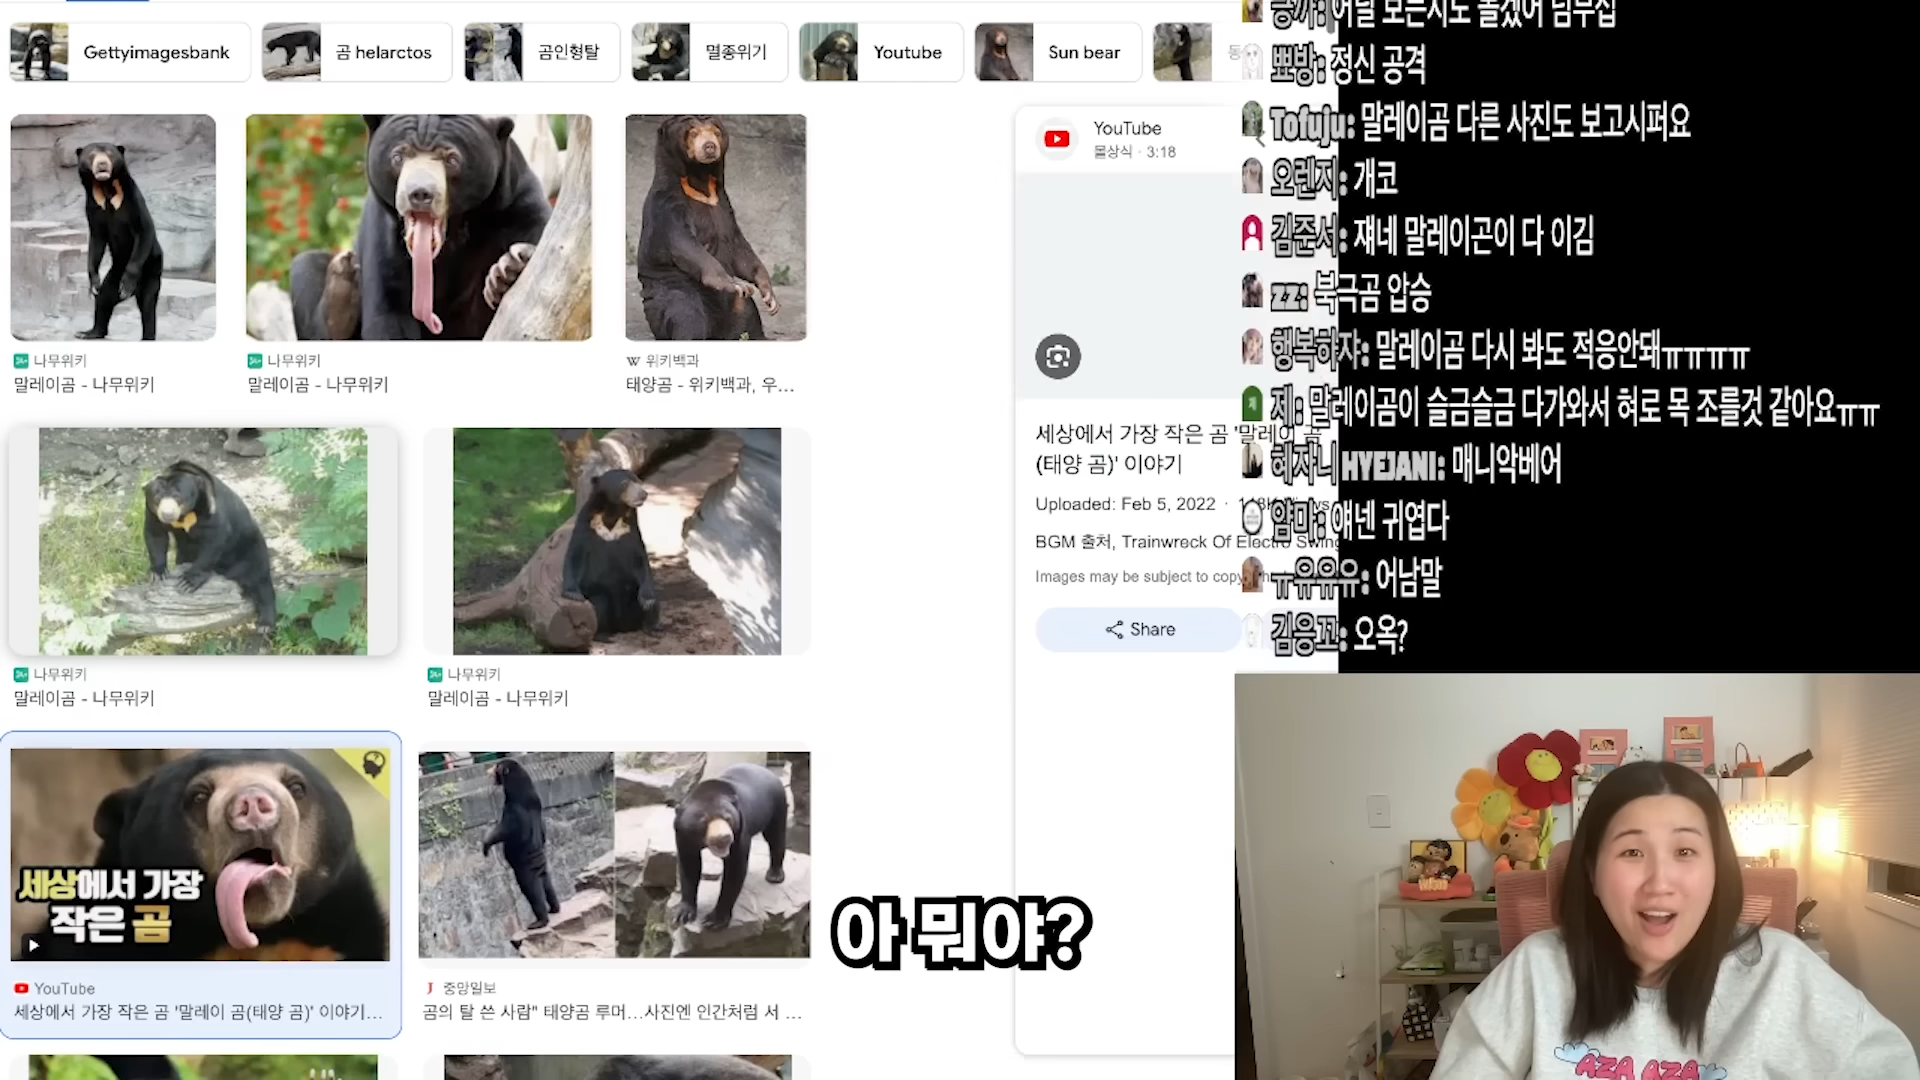 Gettyimagesbank
곰 helarctos
곰인형탈
멸종위기
Youtube
Sun bear
나무위키
말레이곰 - 나무위키
나무위키
말레이곰 - 나무위키
W 위키백과
태양곰 - 위키백과, 우...
나무위키
말레이곰 - 나무위키
나무위키
말레이곰 - 나무위키
세상에서 가장
작은 곰
YouTube
세상에서 가장 작은 곰 '말레이 곰(태양 곰)' 이야기...
J 중앙일보
곰의 탈 쓴 사람" 태양곰 루머...사진엔 인간처럼 서 ...
아 뭐야?
YouTube
몰상식 · 3:18
세상에서 가장 작은 곰 '말레이 곰
(태양 곰)' 이야기
Uploaded: Feb 5, 2022 ·
BGM 출처, Trainwreck Of Electro Swing
Images may be subject to
Share
뽀방: 정신 공격
Tofuju: 말레이곰 다른 사진도 보고시퍼요
오렌지: 개코
김준서: 쟤네 말레이곤이 다 이김
zz: 북극곰 압승
행복하쟈: 말레이곰 다시 봐도 적응안돼ㅠㅠㅠㅠ
제: 말레이곰이 슬금슬금 다가와서 혀로 목 조를것 같아요ㅠㅠ
혜자니HYEJANI: 매니악베어
얌마: 얘넨 귀엽다
ㅠ유유유: 어남말
김응꼬: 오옥?
AZA AZA